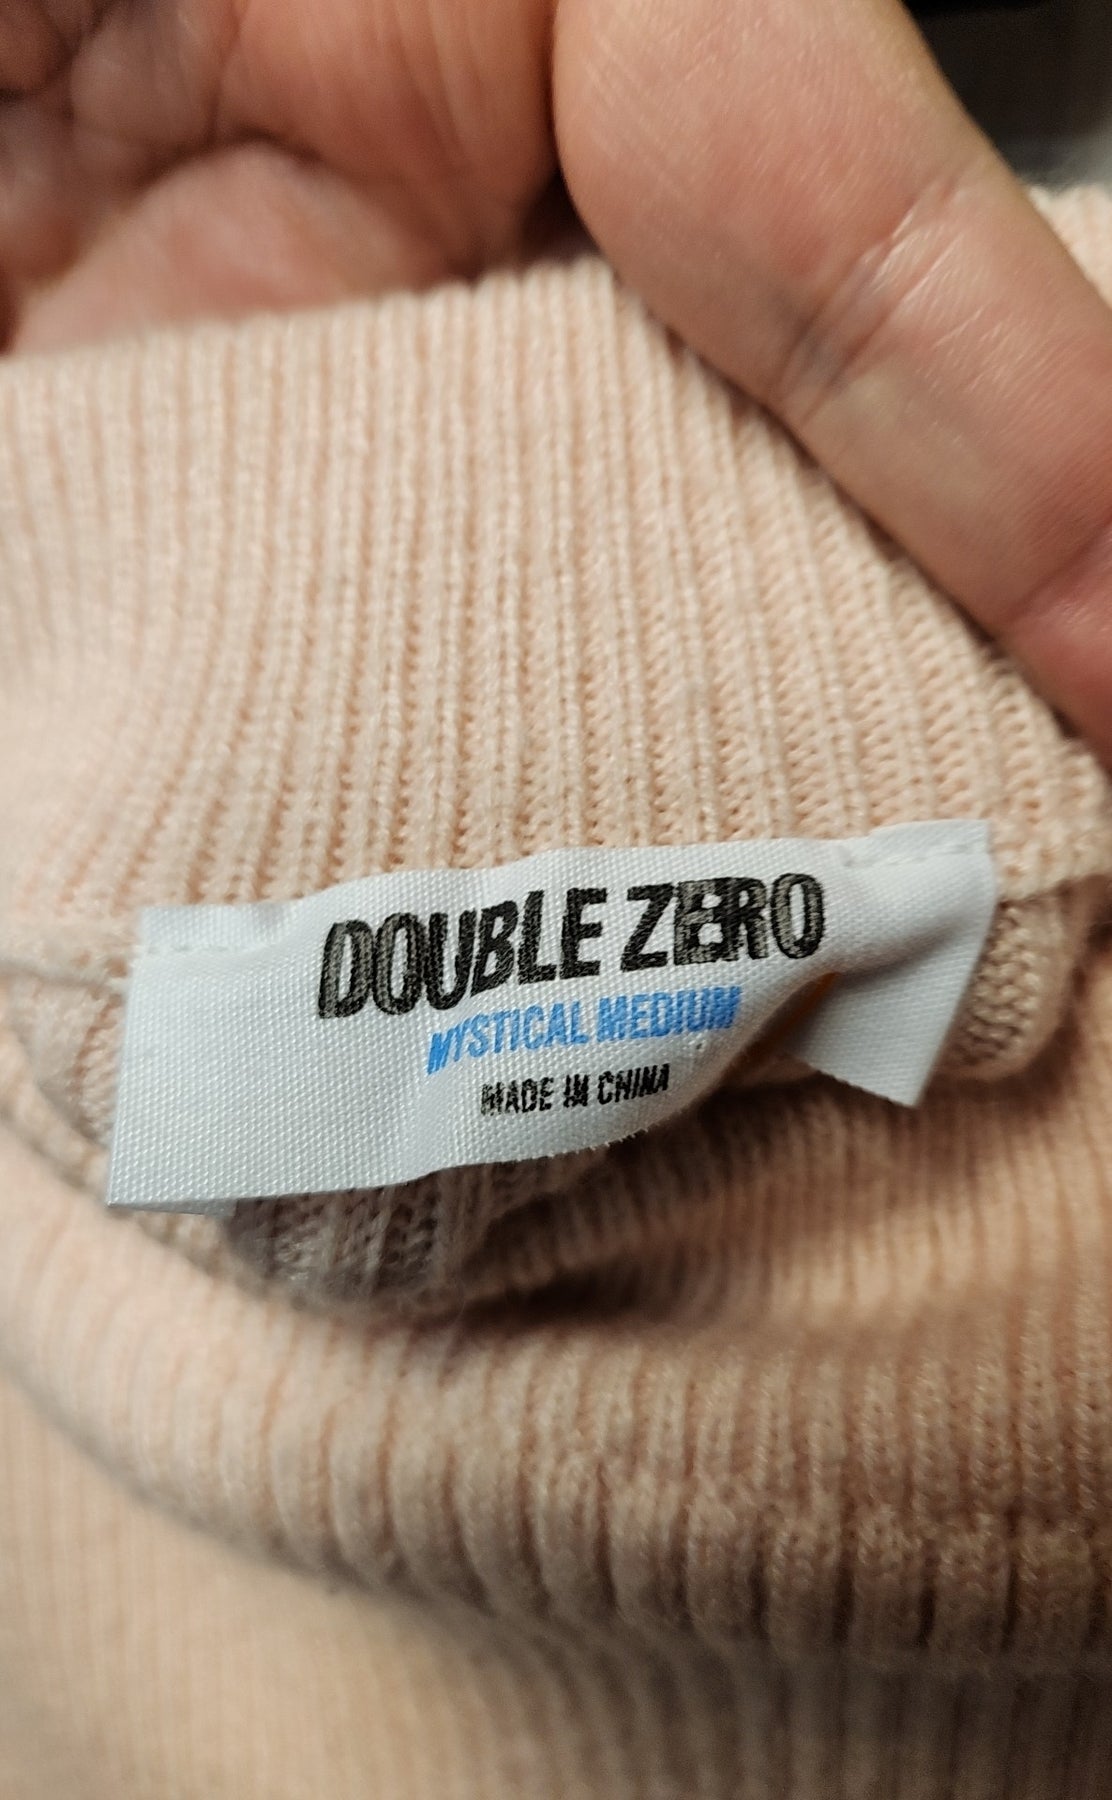 DOUBLE ZERO
MYSTICAL MEDIUM
MADE IN CHINA